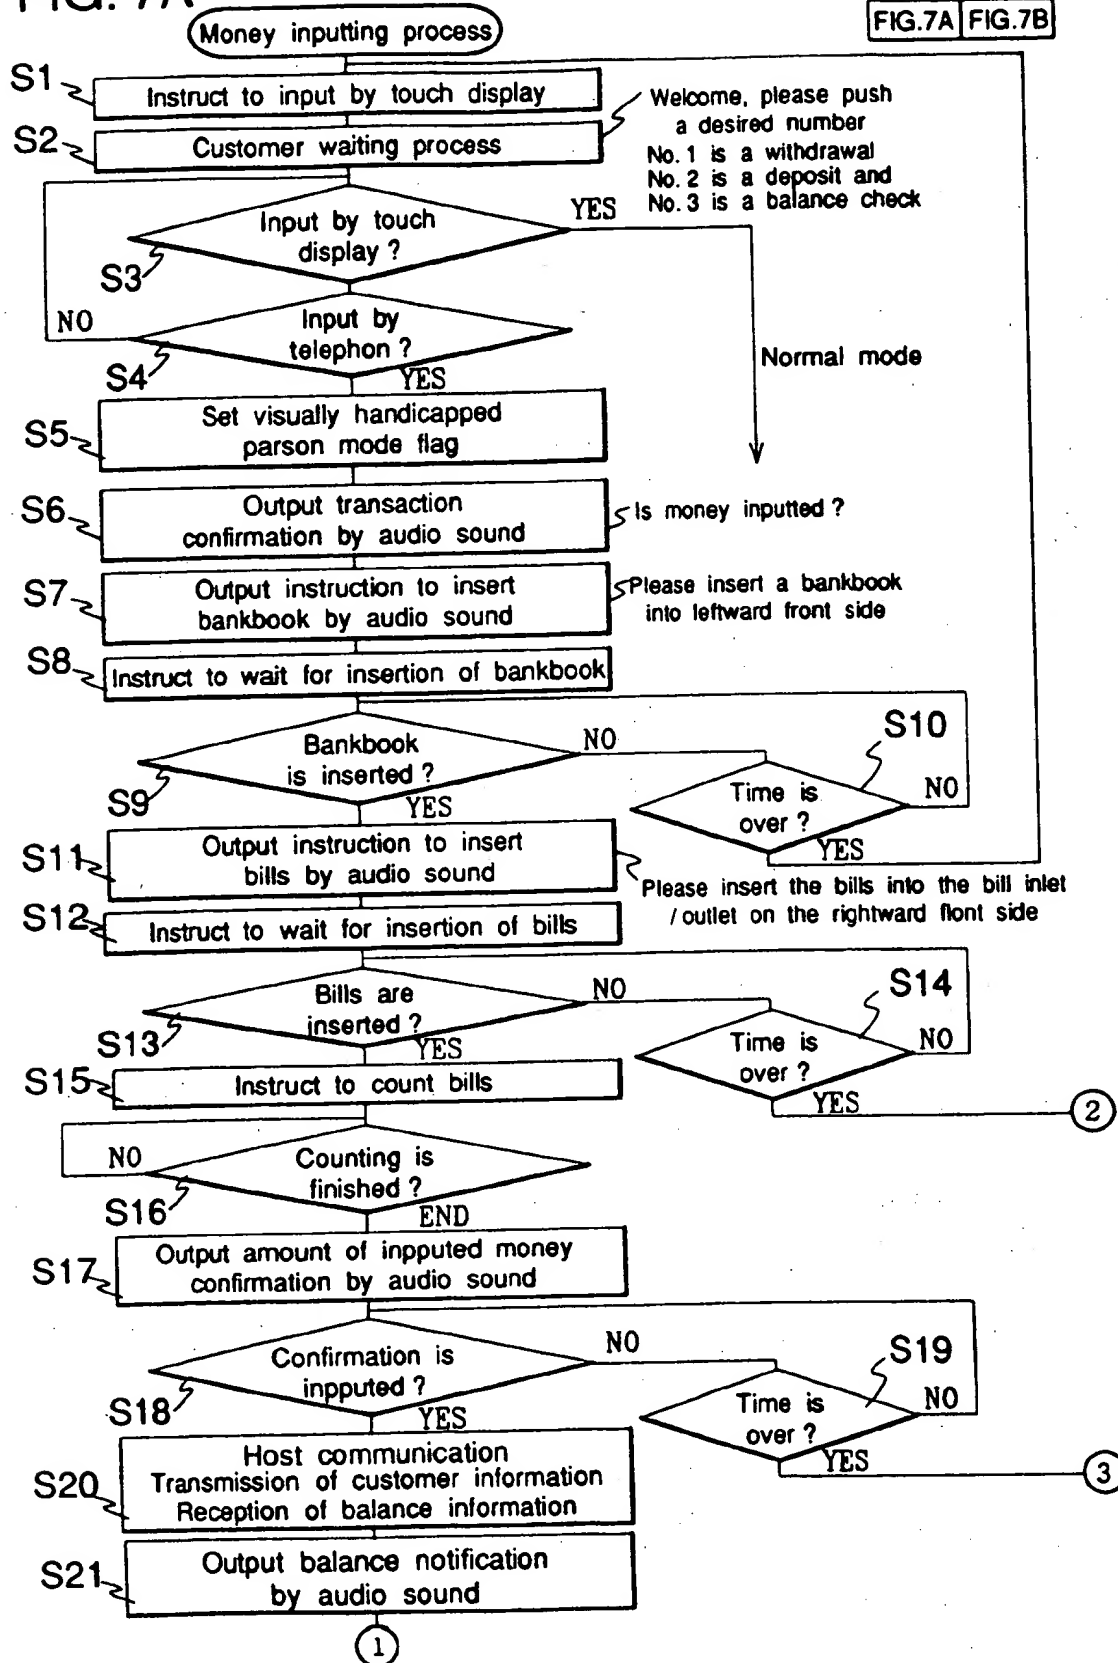 FIG. 7A
FIG.7A FIG.7B
Money inputting process
S1
Instruct to input by touch display
S2
Customer waiting process
Welcome, please push
a desired number
No. 1 is a withdrawal
No. 2 is a deposit and
No. 3 is a balance check
Input by touch
display ?
YES
S3
Input by
telephon ?
NO
S4
YES
Normal mode
S5
Set visually handicapped
parson mode flag
S6
Output transaction
confirmation by audio sound
Is money inputted ?
S7
Output instruction to insert
bankbook by audio sound
Please insert a bankbook
into leftward front side
S8
Instruct to wait for insertion of bankbook
Bankbook
is inserted ?
NO
S9
YES
S10
Time is
over ?
NO
YES
S11
Output instruction to insert
bills by audio sound
Please insert the bills into the bill inlet
/ outlet on the rightward flont side
S12
Instruct to wait for insertion of bills
Bills are
inserted ?
NO
S13
YES
S14
Time is
over ?
NO
YES
2
S15
Instruct to count bills
Counting is
finished ?
NO
S16
END
S17
Output amount of inpputed money
confirmation by audio sound
Confirmation is
inpputed ?
NO
S18
YES
S19
Time is
over ?
NO
YES
3
S20
Host communication
Transmission of customer information
Reception of balance information
S21
Output balance notification
by audio sound
1